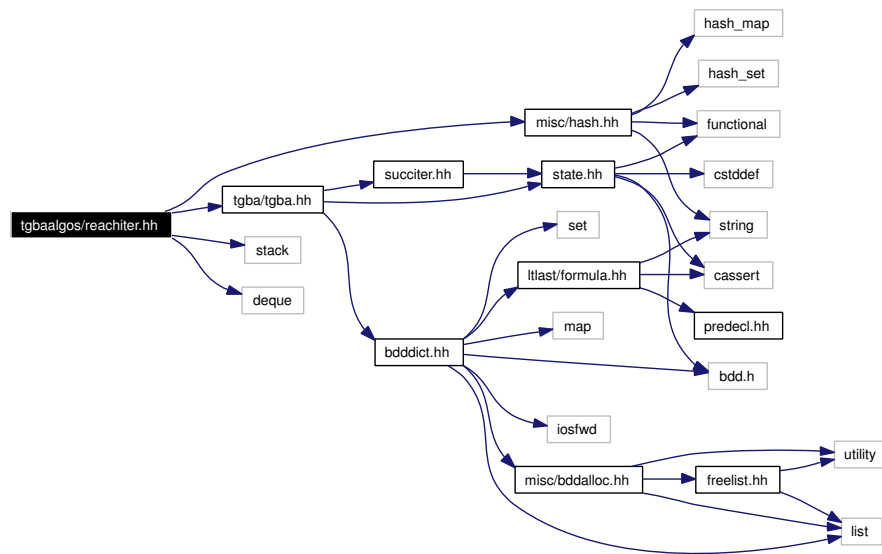 hash_map
hash_set
misc/hash.hh
functional
succiter.hh
state.hh
cstddef
tgba/tgba.hh
tgbaalgos/reachiter.hh
set
string
stack
ltlast/formula.hh
cassert
deque
map
predecl.hh
bdddict.hh
bdd.h
iosfwd
utility
misc/bddalloc.hh
freelist.hh
list